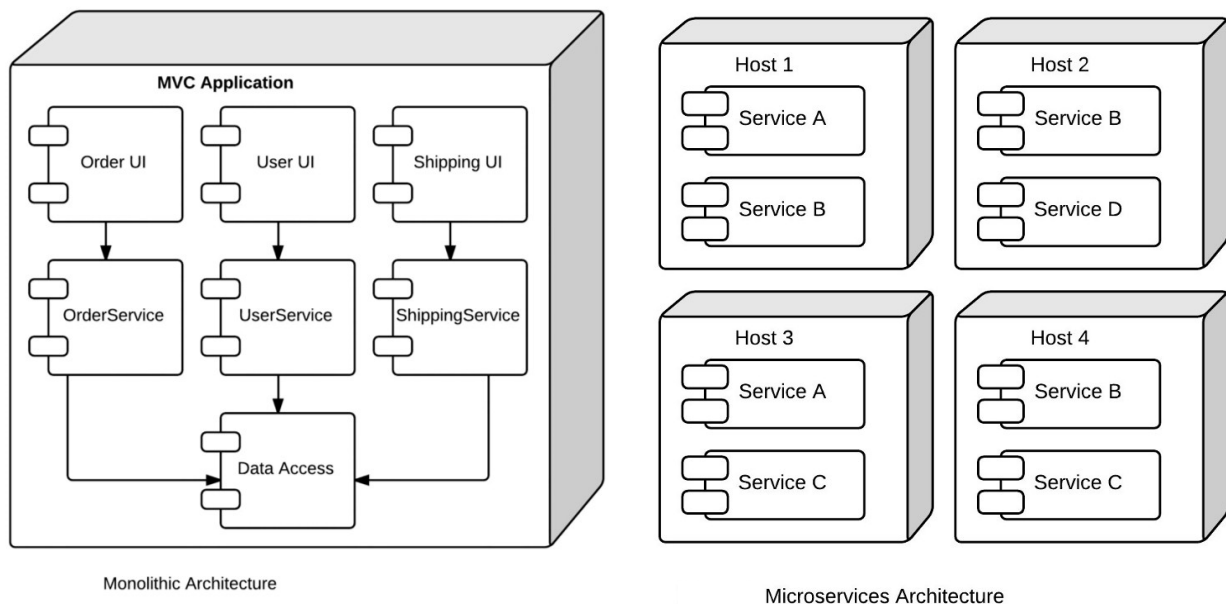 MVC Application
Order UI
User UI
Shipping UI
OrderService
UserService
ShippingService
Data Access
Monolithic Architecture
Host 1
Service A
Service B
Host 2
Service B
Service D
Host 3
Service A
Service C
Host 4
Service B
Service C
Microservices Architecture